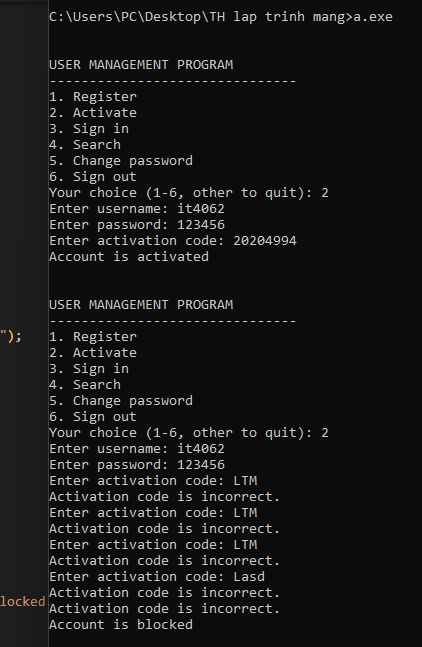 C:\Users\PC\Desktop\TH lap trinh mang>a.exe
USER MANAGEMENT PROGRAM
-------------------------------
1. Register
2. Activate
3. Sign in
4. Search
5. Change password
6. Sign out
Your choice (1-6, other to quit): 2
Enter username: it4062
Enter password: 123456
Enter activation code: 20204994
Account is activated
USER MANAGEMENT PROGRAM
-------------------------------
");
1. Register
2. Activate
3. Sign in
4. Search
5. Change password
6. Sign out
Your choice (1-6, other to quit): 2
Enter username: it4062
Enter password: 123456
Enter activation code: LTM
Activation code is incorrect.
Enter activation code: LTM
Activation code is incorrect.
Enter activation code: LTM
Activation code is incorrect.
Enter activation code: Lasd
Activation code is incorrect.
locked
Activation code is incorrect.
Account is blocked